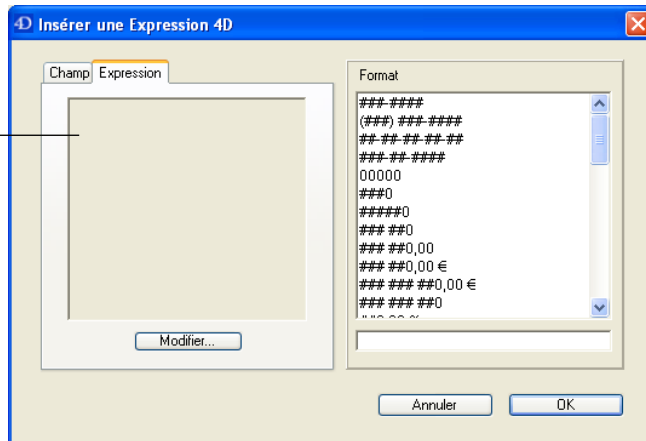 4D Insérer une Expression 4D
Champ Expression
Modifier...
Format
###-####
(###) ###-####
##-##-##-##-##
###-##-####
00000
###0
#####0
### ##0
### ##0,00
### ##0,00 €
### ### ##0,00 €
### ### ##0
Annuler
OK